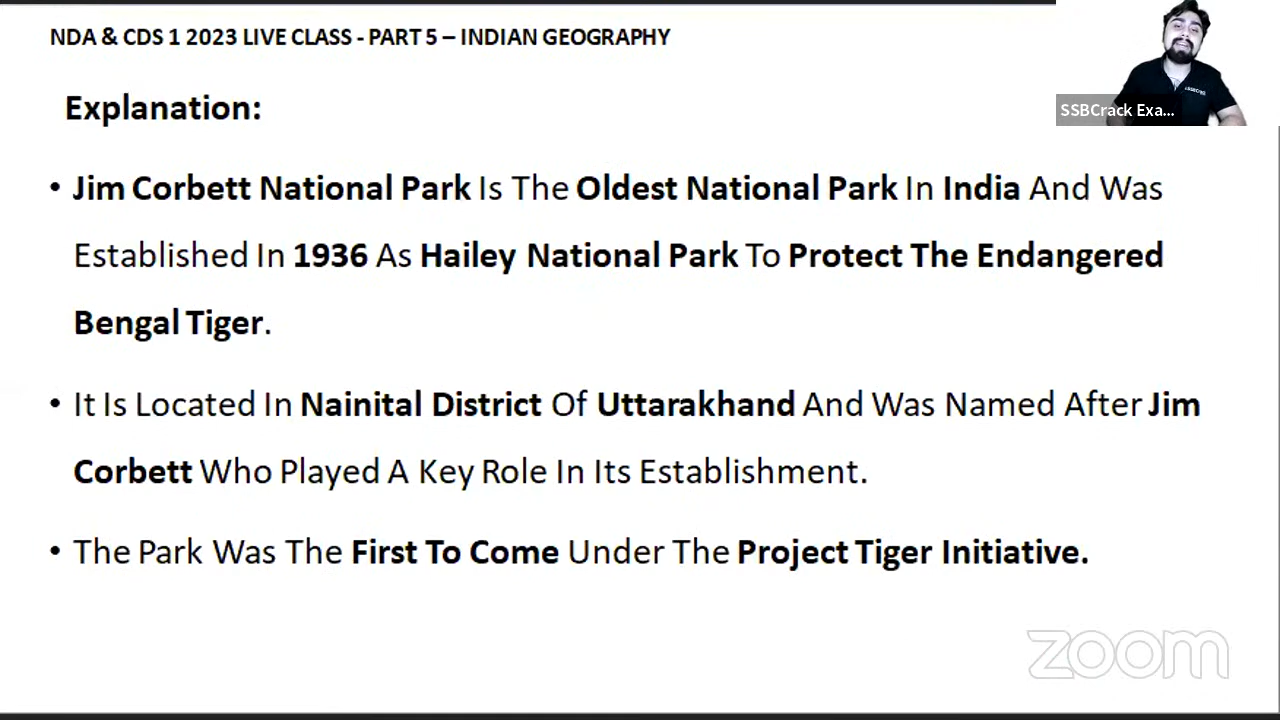 NDA & CDS 1 2023 LIVE CLASS - PART 5 – INDIAN GEOGRAPHY
SSBCrack Exa...
Explanation:
• Jim Corbett National Park Is The Oldest National Park In India And Was
Established In 1936 As Hailey National Park To Protect The Endangered
Bengal Tiger.
• It Is Located In Nainital District Of Uttarakhand And Was Named After Jim
Corbett Who Played A Key Role In Its Establishment.
• The Park Was The First To Come Under The Project Tiger Initiative.
zoom